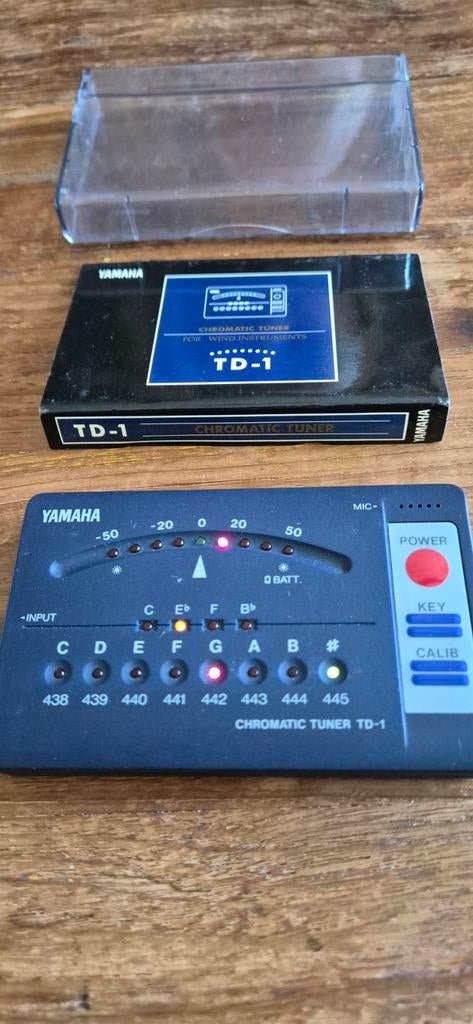 YAMAHA
CHROMATIC TUNER
FOR WIND INSTRUMENTS
TD-1
TD-1 CHROMATIC TUNER
YAMAHA
YAMAHA
MIC-
-50 -20 0 20 50
BATT.
POWER
-INPUT
C E♭ F B♭
KEY
C D E F G A B ♯
CALIB
438 439 440 441 442 443 444 445
CHROMATIC TUNER TD-1